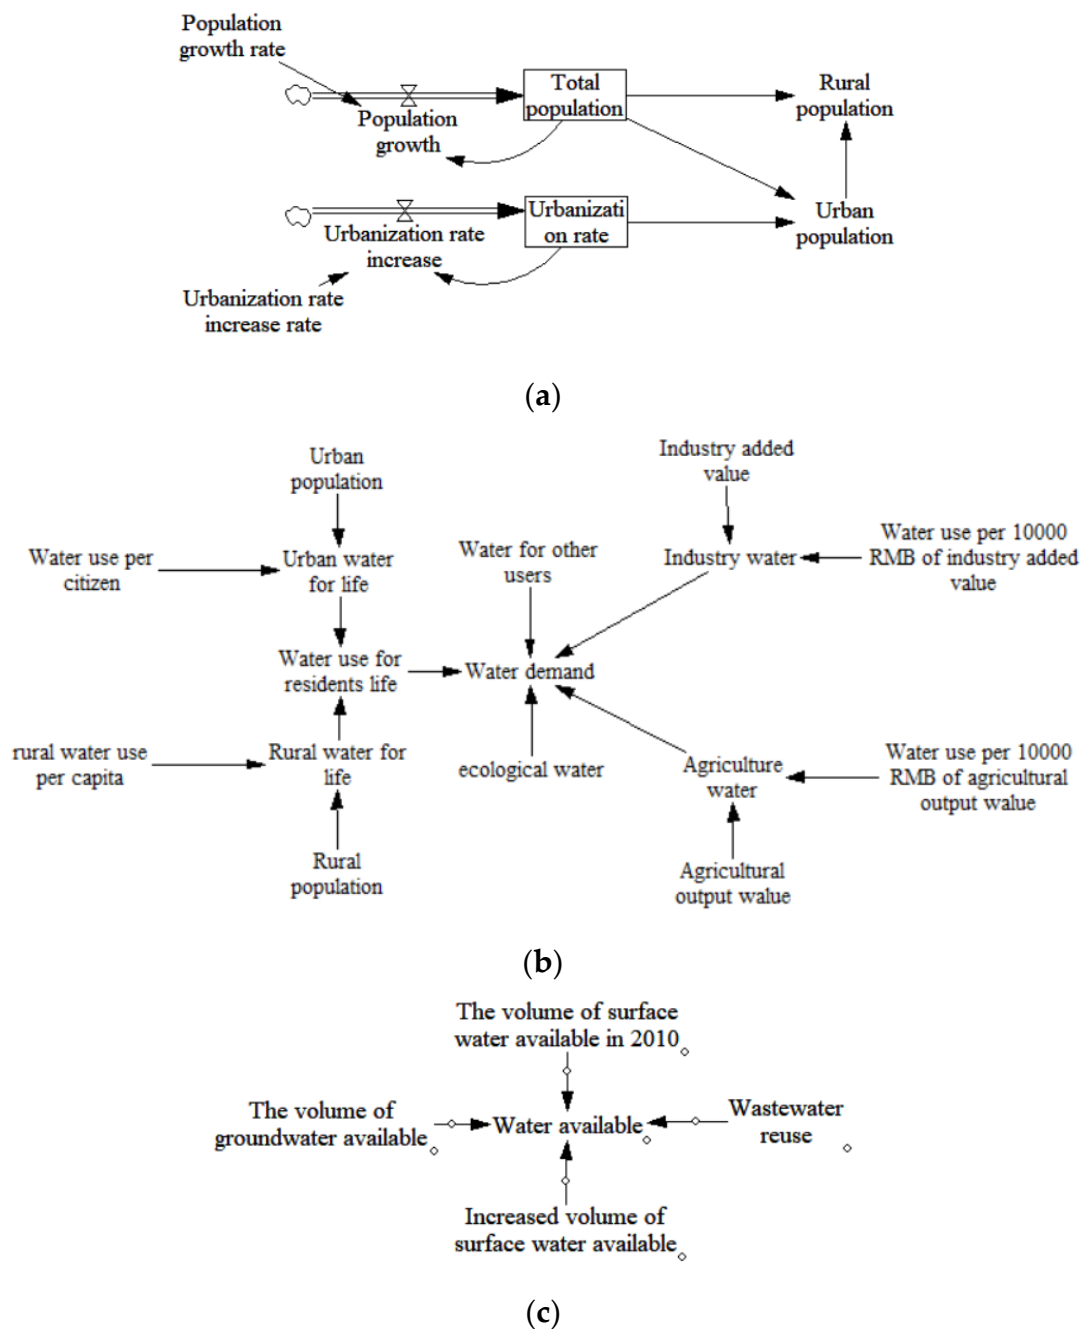 Population
growth rate
Total
population
Rural
population
Population
growth
Urbanizati
on rate
Urban
population
Urbanization rate
increase
Urbanization rate
increase rate
(a)
Urban
population
Industry added
value
Water use per
citizen
Urban water
for life
Water for other
users
Industry water
Water use per 10000
RMB of industry added
value
Water use for
residents life
Water demand
rural water use
per capita
Rural water for
life
ecological water
Agriculture
water
Water use per 10000
RMB of agricultural
output walue
Rural
population
Agricultural
output walue
(b)
The volume of surface
water available in 2010
The volume of
groundwater available
Water available
Wastewater
reuse
Increased volume of
surface water available
(c)